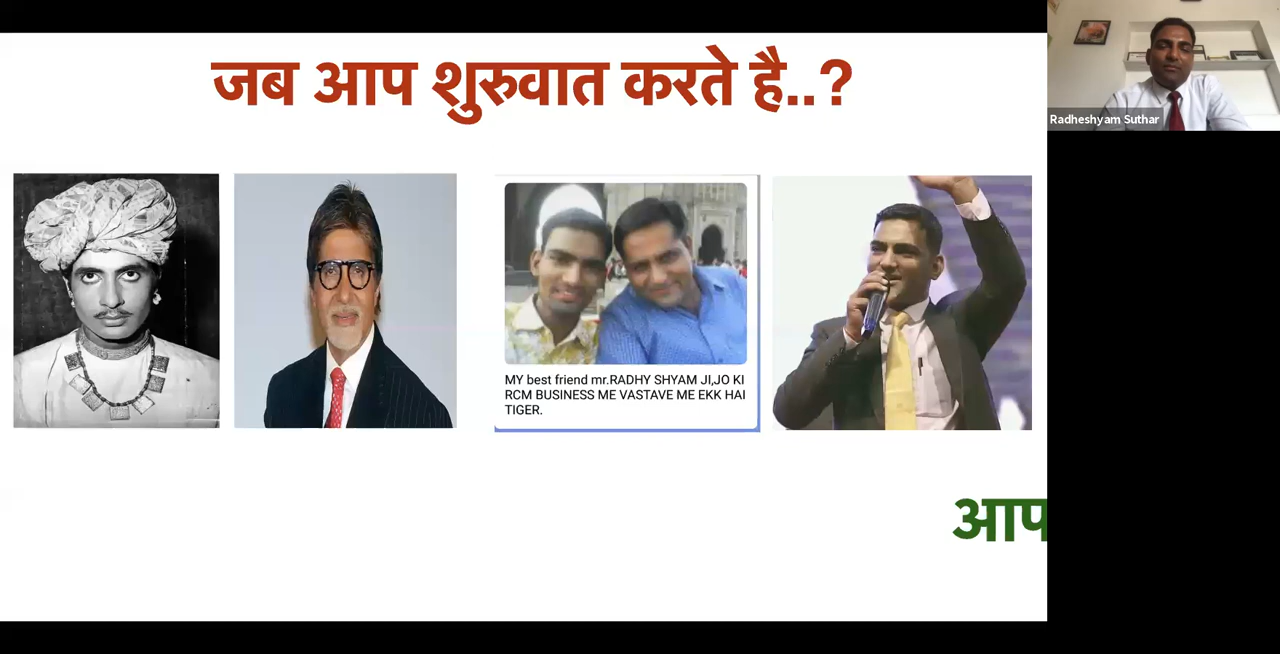 जब आप शुरुवात करते है..?
Radheshyam Suthar
MY best friend mr.RADHY SHYAM JI,JO KI
RCM BUSINESS ME VASTAVE ME EKK HAI
TIGER.
आप